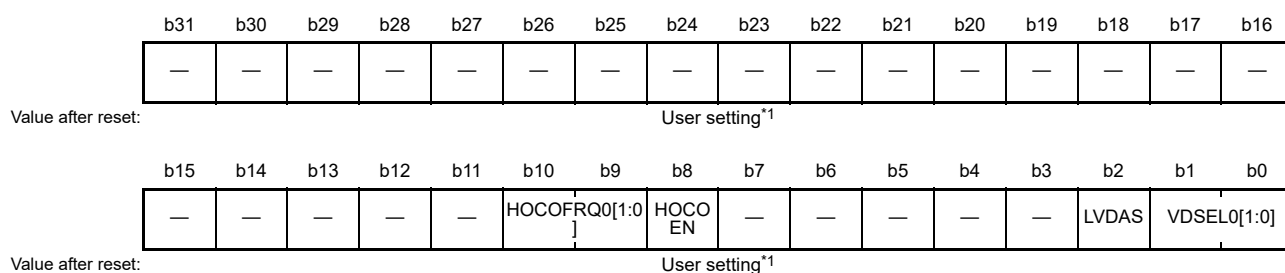 b31 b30 b29 b28 b27 b26 b25 b24 b23 b22 b21 b20 b19 b18 b17 b16
— — — — — — — — — — — — — — — —
Value after reset: User setting*1
b15 b14 b13 b12 b11 b10 b9 b8 b7 b6 b5 b4 b3 b2 b1 b0
— — — — — HOCOFRQ0[1:0] HOCOEN — — — — — LVDAS VDSEL0[1:0]
Value after reset: User setting*1